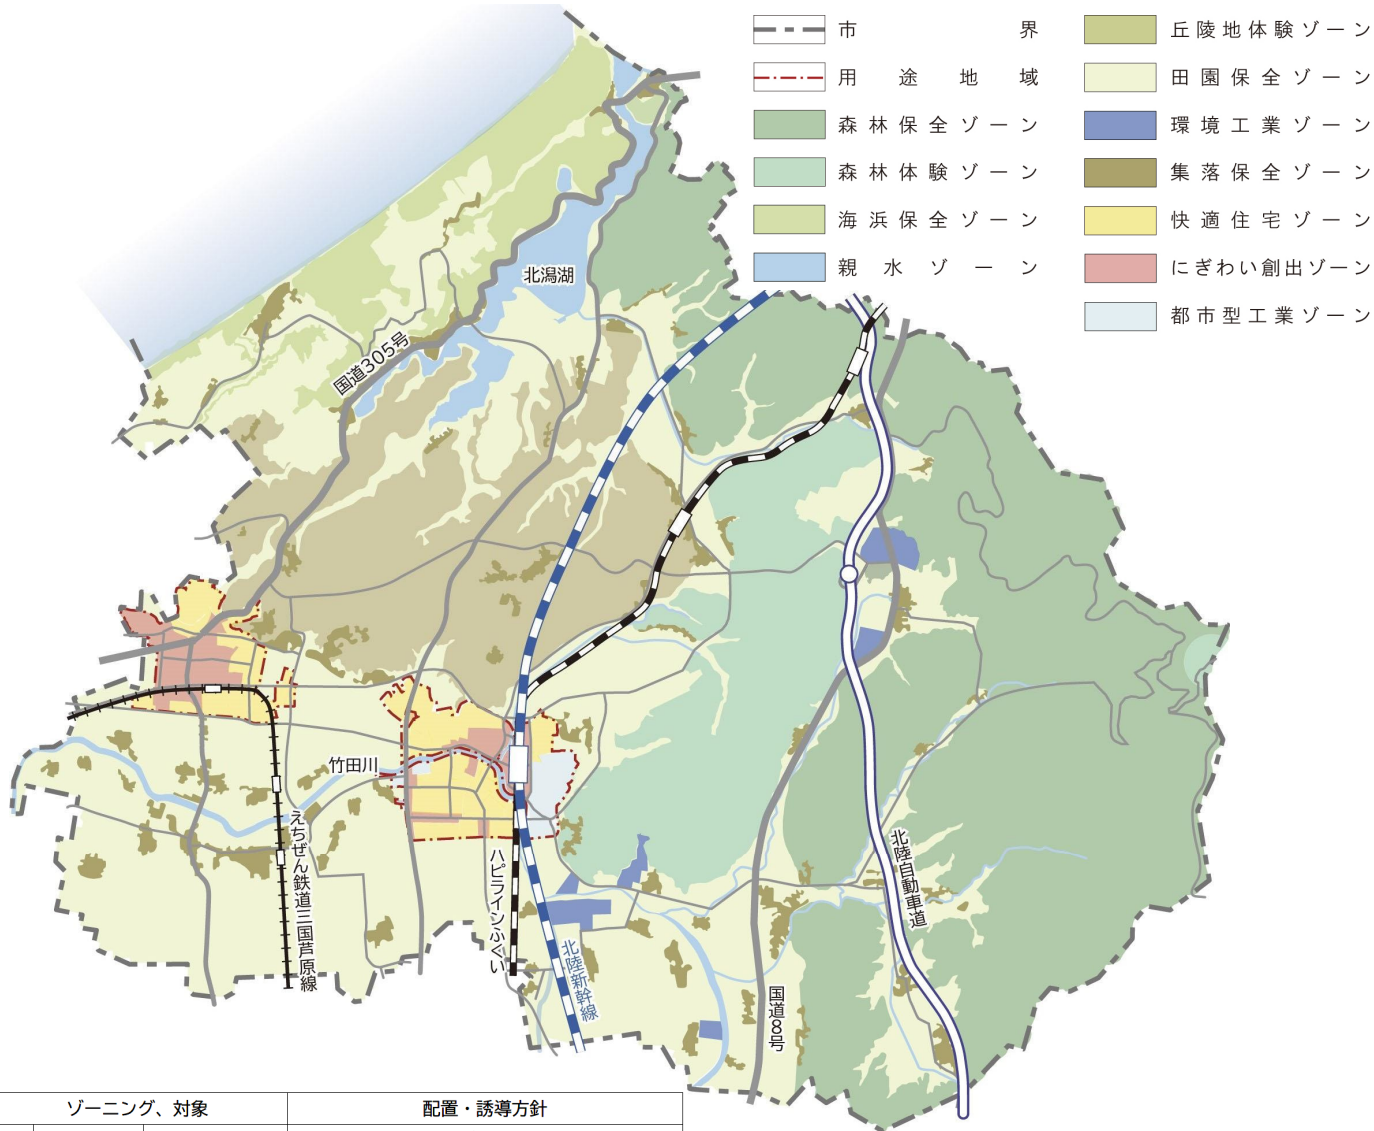 市界
用途地域
森林保全ゾーン
森林体験ゾーン
海浜保全ゾーン
親水ゾーン
丘陵地体験ゾーン
田園保全ゾーン
環境工業ゾーン
集落保全ゾーン
快適住宅ゾーン
にぎわい創出ゾーン
都市型工業ゾーン
北潟湖
国道305号
竹田川
えちぜん鉄道三国芦原線
ハピラインふくい
北陸新幹線
北陸自動車道
国道8号
ゾーニング、対象
配置・誘導方針